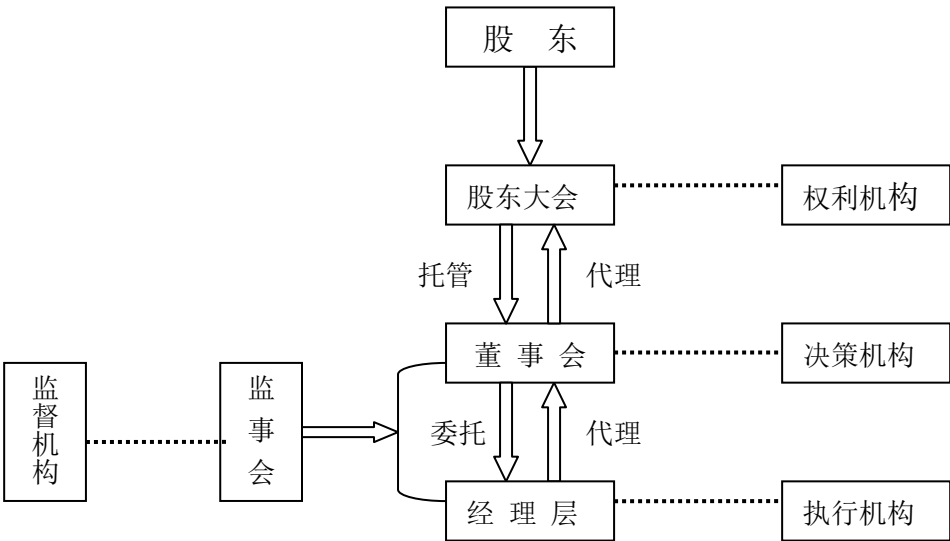 股 东
股东大会
权利机构
托管
代理
董 事 会
决策机构
监督机构
监事会
委托
代理
经 理 层
执行机构